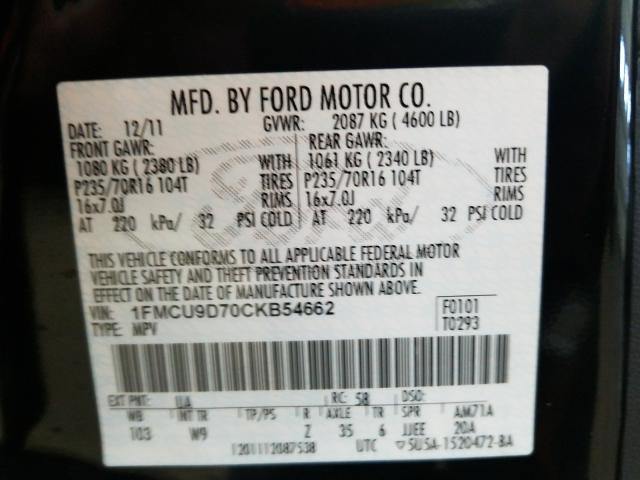 MFD. BY FORD MOTOR CO.
DATE: 12/11 GVWR: 2087 KG ( 4600 LB)
FRONT GAWR: REAR GAWR:
1080 KG ( 2380 LB) WITH 1061 KG ( 2340 LB) WITH
P235/70R16 104T TIRES P235/70R16 104T TIRES
16x7.0J RIMS 16x7.0J RIMS
AT 220 kPa/ 32 PSI COLD AT 220 kPa/ 32 PSI COLD
THIS VEHICLE CONFORMS TO ALL APPLICABLE FEDERAL MOTOR
VEHICLE SAFETY AND THEFT PREVENTION STANDARDS IN
EFFECT ON THE DATE OF MANUFACTURE SHOWN ABOVE.
VIN: 1FMCU9D70CKB54662 F0101
TYPE: MPV T0293
EXT PNT: UA RC: 58 DSO:
WB INT TR TP/PS R AXLE TR SPR AM71A
103 W9 Z 35 6 JJEE 20A
1201112087538 UTC ▽5U5A-1520472-BA